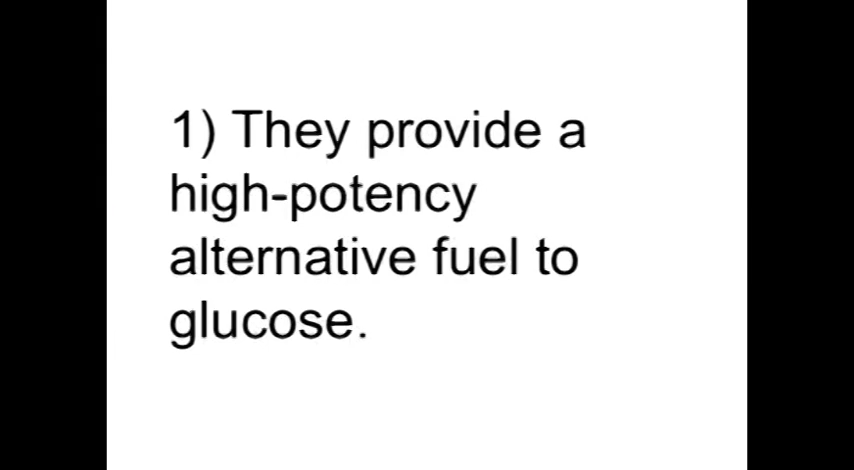 1) They provide a
high-potency
alternative fuel to
glucose.